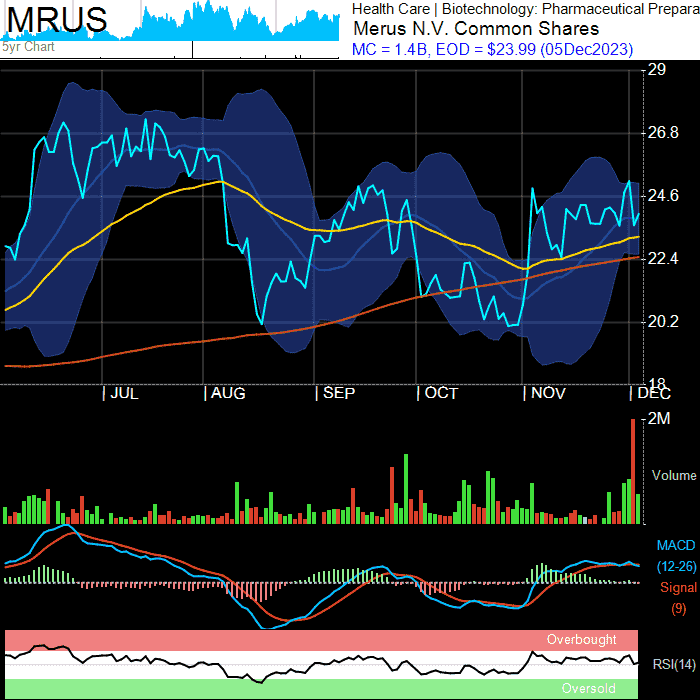 MRUS
5yr Chart
Health Care | Biotechnology: Pharmaceutical Prepara
Merus N.V. Common Shares
MC = 1.4B, EOD = $23.99 (05Dec2023)
29
26.8
24.6
22.4
20.2
18
JUL AUG SEP OCT NOV DEC
2M
Volume
MACD
(12-26)
Signal
(9)
Overbought
RSI(14)
Oversold